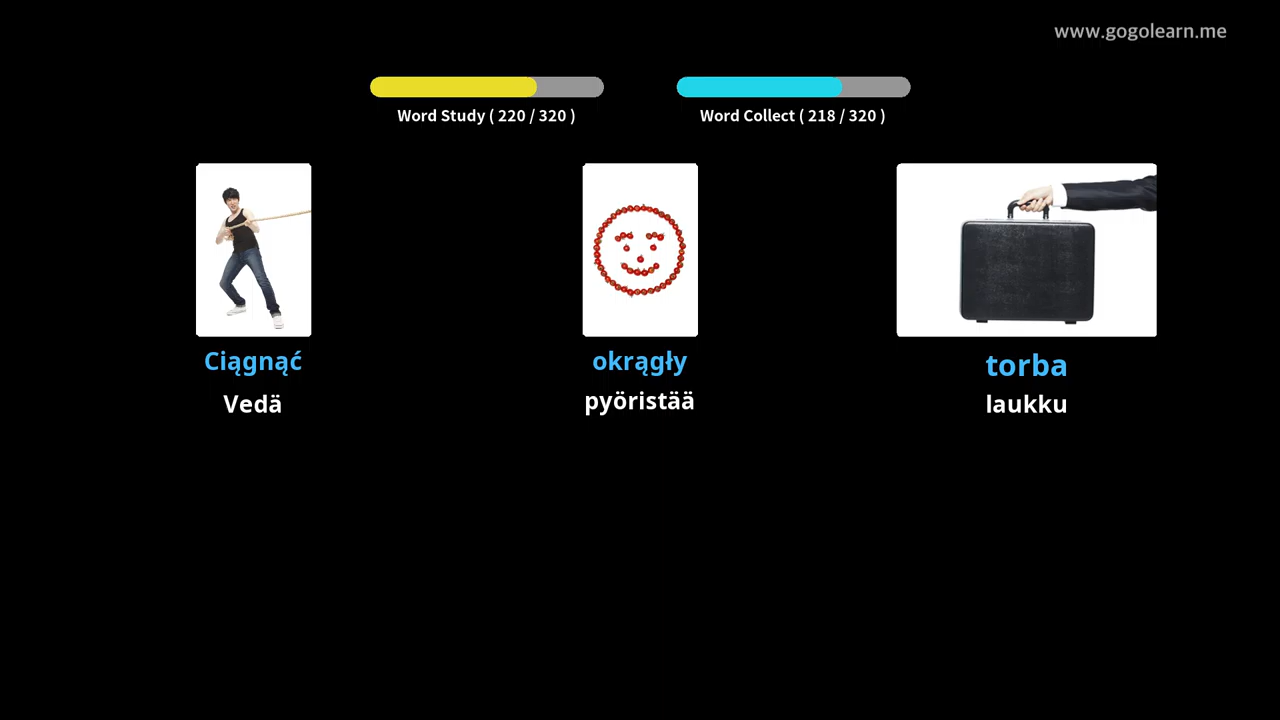 www.gogolearn.me
Word Study ( 220 / 320 )
Word Collect ( 218 / 320 )
Ciągnąć
Vedä
okrągły
pyöristää
torba
laukku